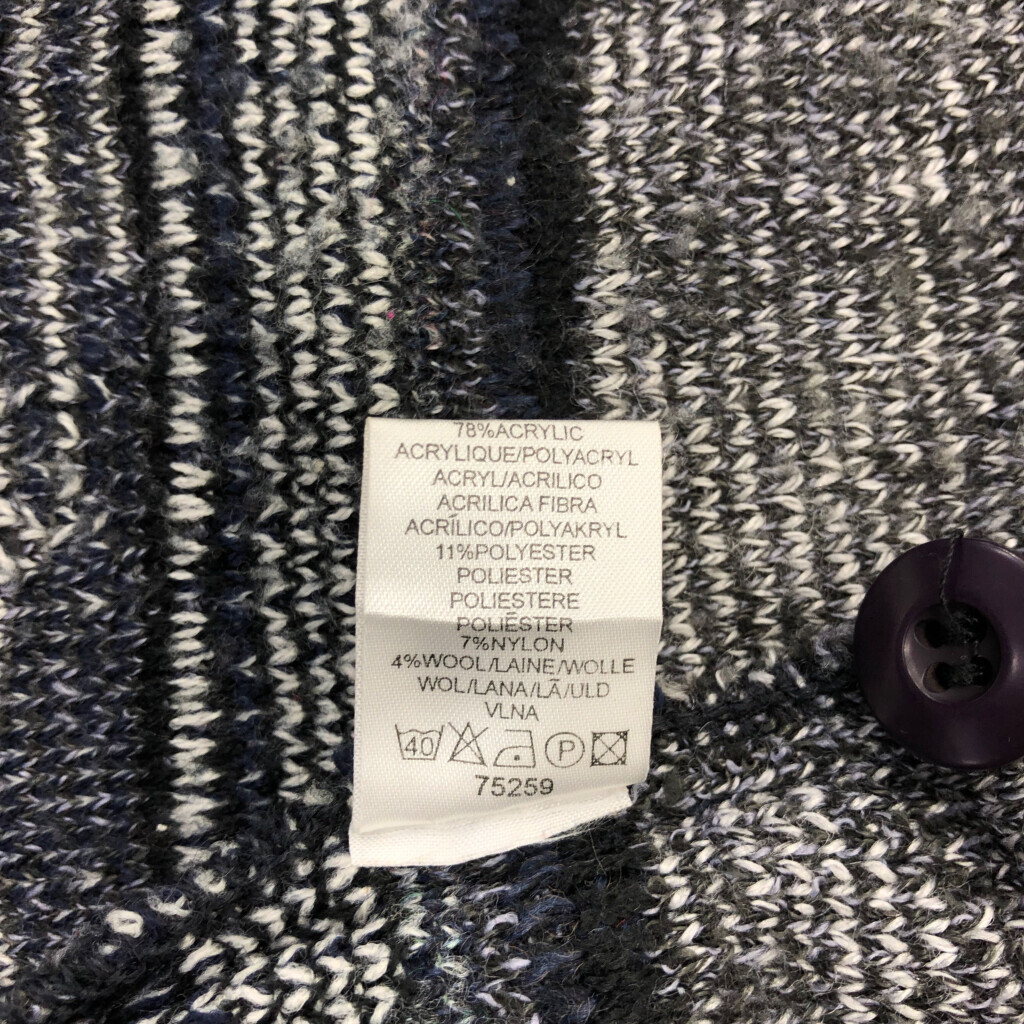 78%ACRYLIC
ACRYLIQUE/POLYACRYL
ACRYL/ACRILICO
ACRILICA FIBRA
ACRÍLICO/POLYAKRYL
11%POLYESTER
POLIESTER
POLIESTERE
POLIÉSTER
7%NYLON
4%WOOL/LAINE/WOLLE
WOL/LANA/LÃ/ULD
VLNA
40 P
75259